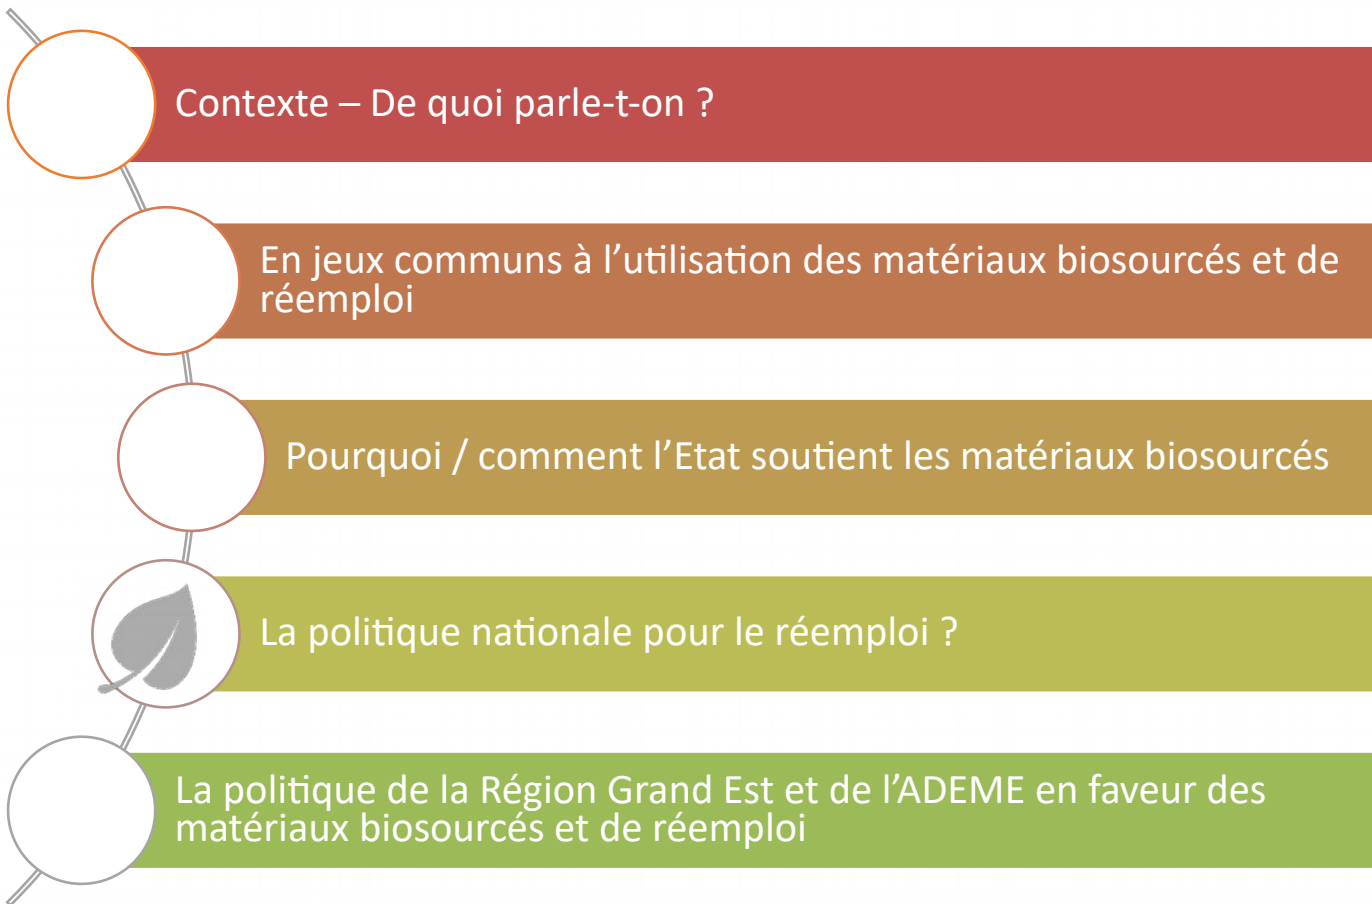 Contexte – De quoi parle-t-on ?
En jeux communs à l’utilisation des matériaux biosourcés et de
réemploi
Pourquoi / comment l’Etat soutient les matériaux biosourcés
La politique nationale pour le réemploi ?
La politique de la Région Grand Est et de l’ADEME en faveur des
matériaux biosourcés et de réemploi